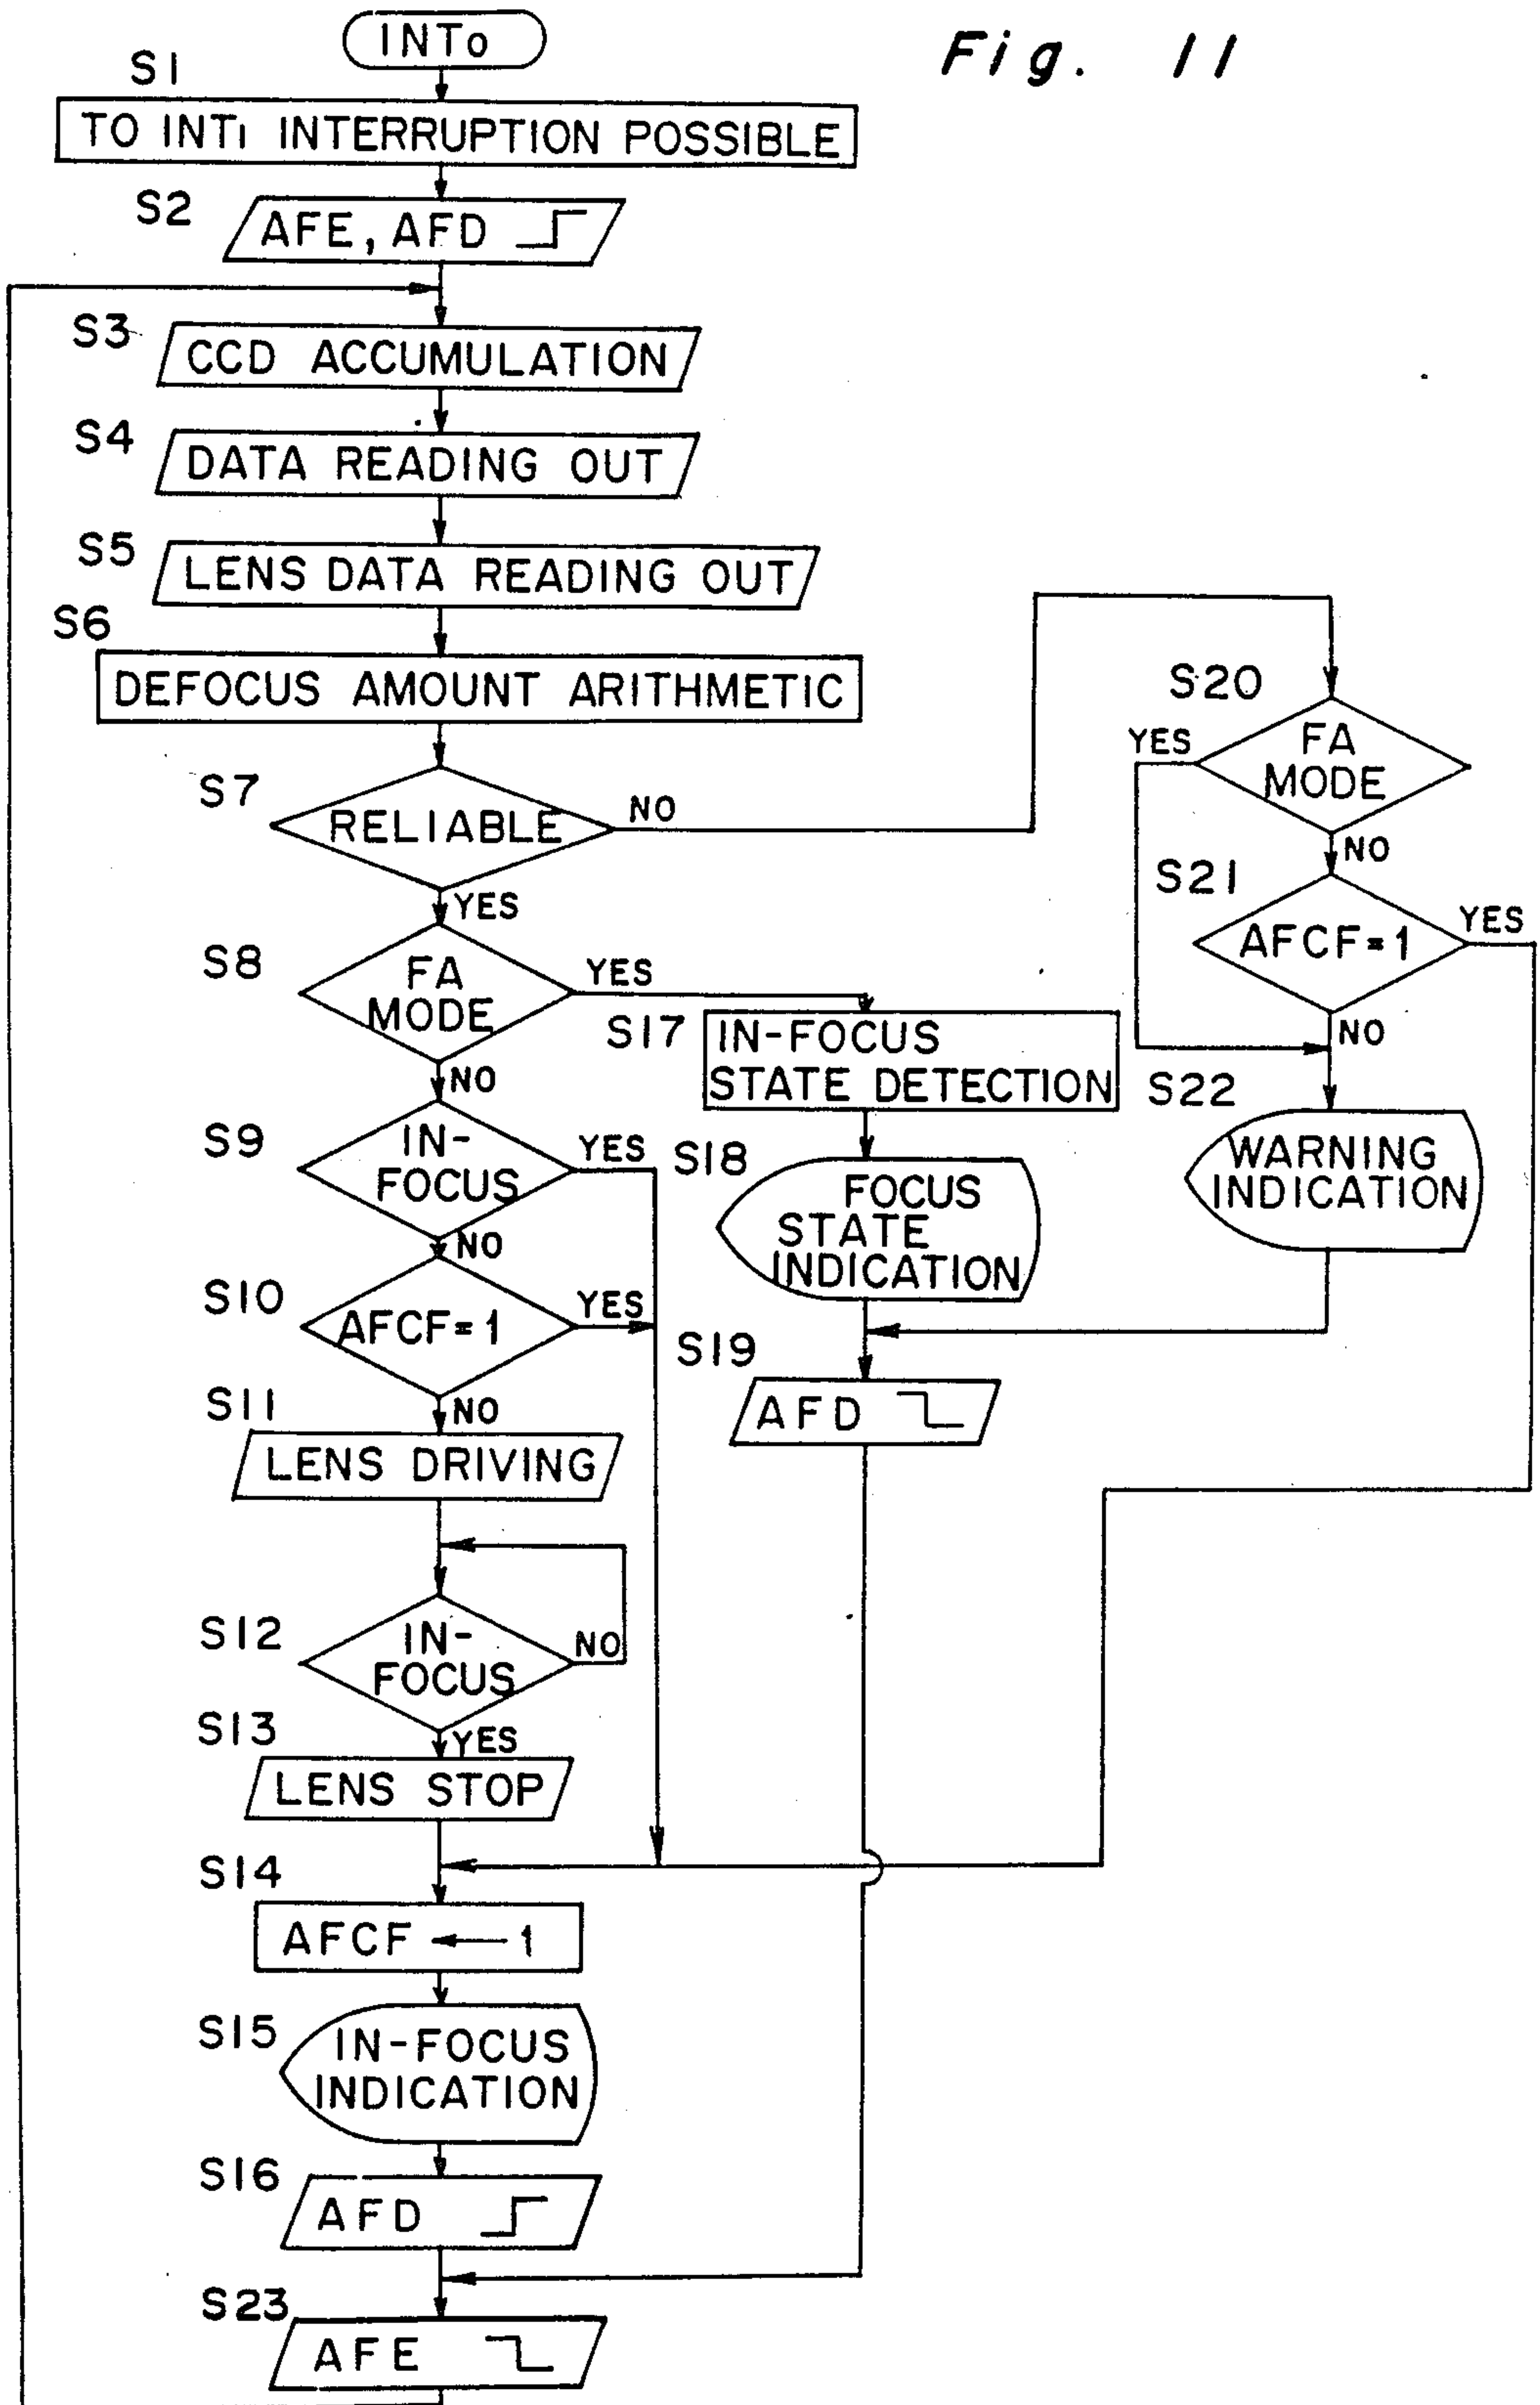 Fig. 11
INTo
S1
TO INT1 INTERRUPTION POSSIBLE
S2
AFE, AFD
S3
CCD ACCUMULATION
S4
DATA READING OUT
S5
LENS DATA READING OUT
S6
DEFOCUS AMOUNT ARITHMETIC
S7
RELIABLE
NO
YES
S8
FA
MODE
YES
NO
S9
IN-
FOCUS
YES
NO
S10
AFCF=1
YES
NO
S11
LENS DRIVING
S12
IN-
FOCUS
NO
YES
S13
LENS STOP
S14
AFCF ← 1
S15
IN-FOCUS
INDICATION
S16
AFD
S23
AFE
S17
IN-FOCUS
STATE DETECTION
S18
FOCUS
STATE
INDICATION
S19
AFD
S20
FA
MODE
YES
NO
S21
AFCF=1
YES
NO
S22
WARNING
INDICATION